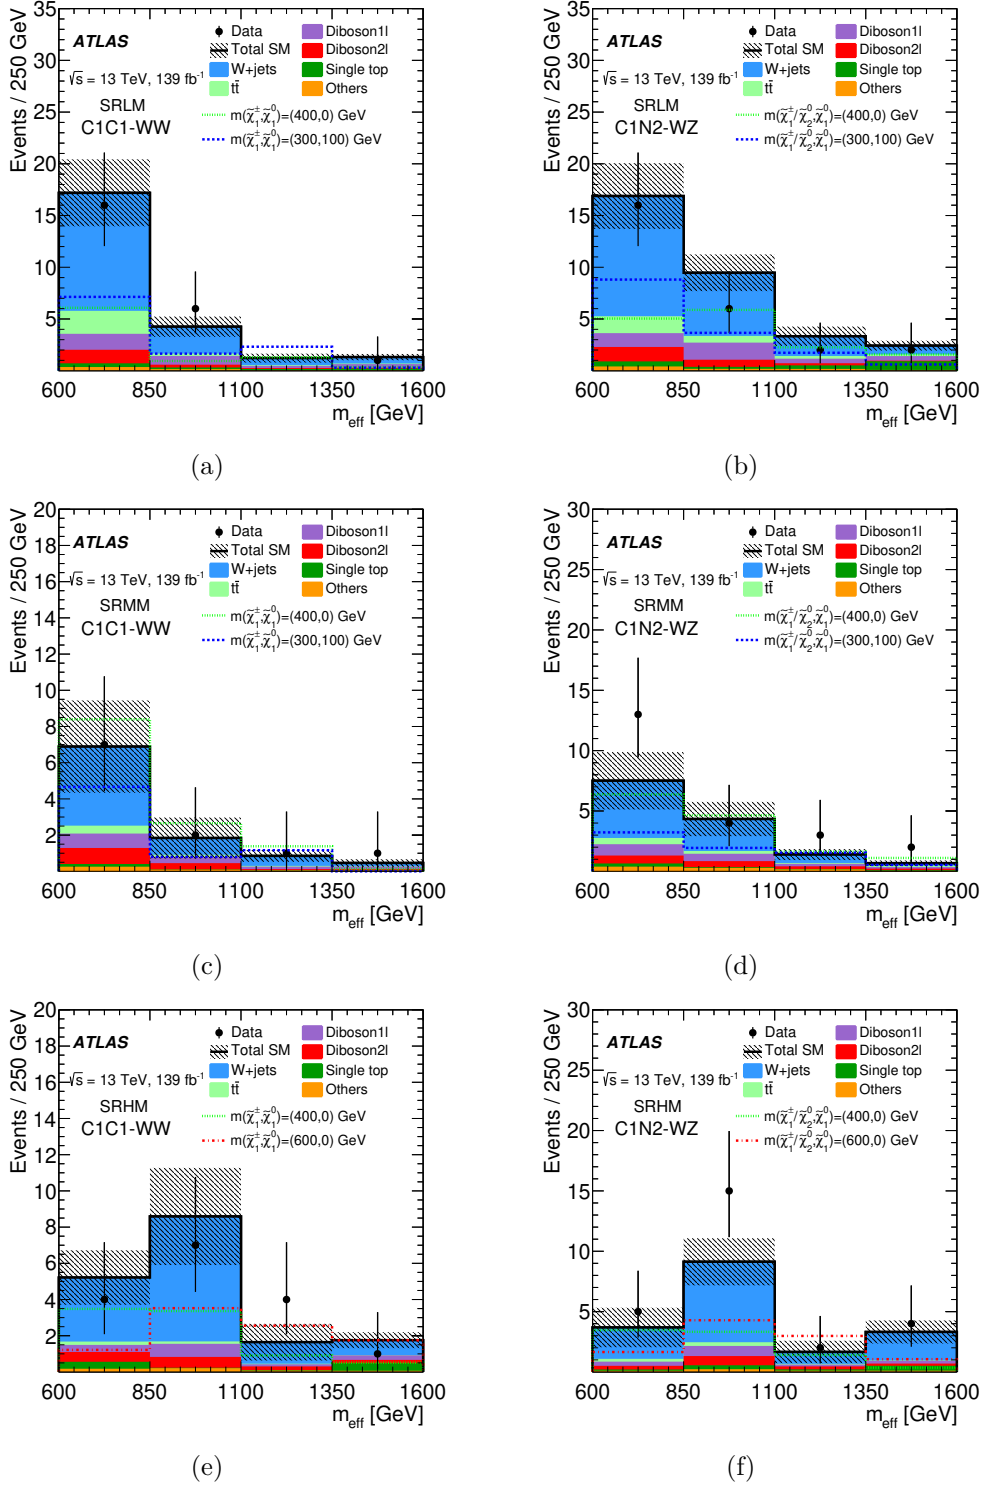 Events / 250 GeV
35
30
25
20
15
10
5
ATLAS
√s = 13 TeV, 139 fb⁻¹
SRLM
C1C1-WW
Data
Total SM
W+jets
tt̄
Diboson1l
Diboson2l
Single top
Others
m(χ̃₁±,χ̃₁⁰)=(400,0) GeV
m(χ̃₁±,χ̃₁⁰)=(300,100) GeV
600 850 1100 1350 1600
m_eff [GeV]
(a)
Events / 250 GeV
35
30
25
20
15
10
5
ATLAS
√s = 13 TeV, 139 fb⁻¹
SRLM
C1N2-WZ
Data
Total SM
W+jets
tt̄
Diboson1l
Diboson2l
Single top
Others
m(χ̃₁±/χ̃₂⁰,χ̃₁⁰)=(400,0) GeV
m(χ̃₁±/χ̃₂⁰,χ̃₁⁰)=(300,100) GeV
600 850 1100 1350 1600
m_eff [GeV]
(b)
Events / 250 GeV
20
18
16
14
12
10
8
6
4
2
ATLAS
√s = 13 TeV, 139 fb⁻¹
SRMM
C1C1-WW
Data
Total SM
W+jets
tt̄
Diboson1l
Diboson2l
Single top
Others
m(χ̃₁±,χ̃₁⁰)=(400,0) GeV
m(χ̃₁±,χ̃₁⁰)=(300,100) GeV
600 850 1100 1350 1600
m_eff [GeV]
(c)
Events / 250 GeV
30
25
20
15
10
5
ATLAS
√s = 13 TeV, 139 fb⁻¹
SRMM
C1N2-WZ
Data
Total SM
W+jets
tt̄
Diboson1l
Diboson2l
Single top
Others
m(χ̃₁±/χ̃₂⁰,χ̃₁⁰)=(400,0) GeV
m(χ̃₁±/χ̃₂⁰,χ̃₁⁰)=(300,100) GeV
600 850 1100 1350 1600
m_eff [GeV]
(d)
Events / 250 GeV
20
18
16
14
12
10
8
6
4
2
ATLAS
√s = 13 TeV, 139 fb⁻¹
SRHM
C1C1-WW
Data
Total SM
W+jets
tt̄
Diboson1l
Diboson2l
Single top
Others
m(χ̃₁±,χ̃₁⁰)=(400,0) GeV
m(χ̃₁±,χ̃₁⁰)=(600,0) GeV
600 850 1100 1350 1600
m_eff [GeV]
(e)
Events / 250 GeV
30
25
20
15
10
5
ATLAS
√s = 13 TeV, 139 fb⁻¹
SRHM
C1N2-WZ
Data
Total SM
W+jets
tt̄
Diboson1l
Diboson2l
Single top
Others
m(χ̃₁±/χ̃₂⁰,χ̃₁⁰)=(400,0) GeV
m(χ̃₁±/χ̃₂⁰,χ̃₁⁰)=(600,0) GeV
600 850 1100 1350 1600
m_eff [GeV]
(f)